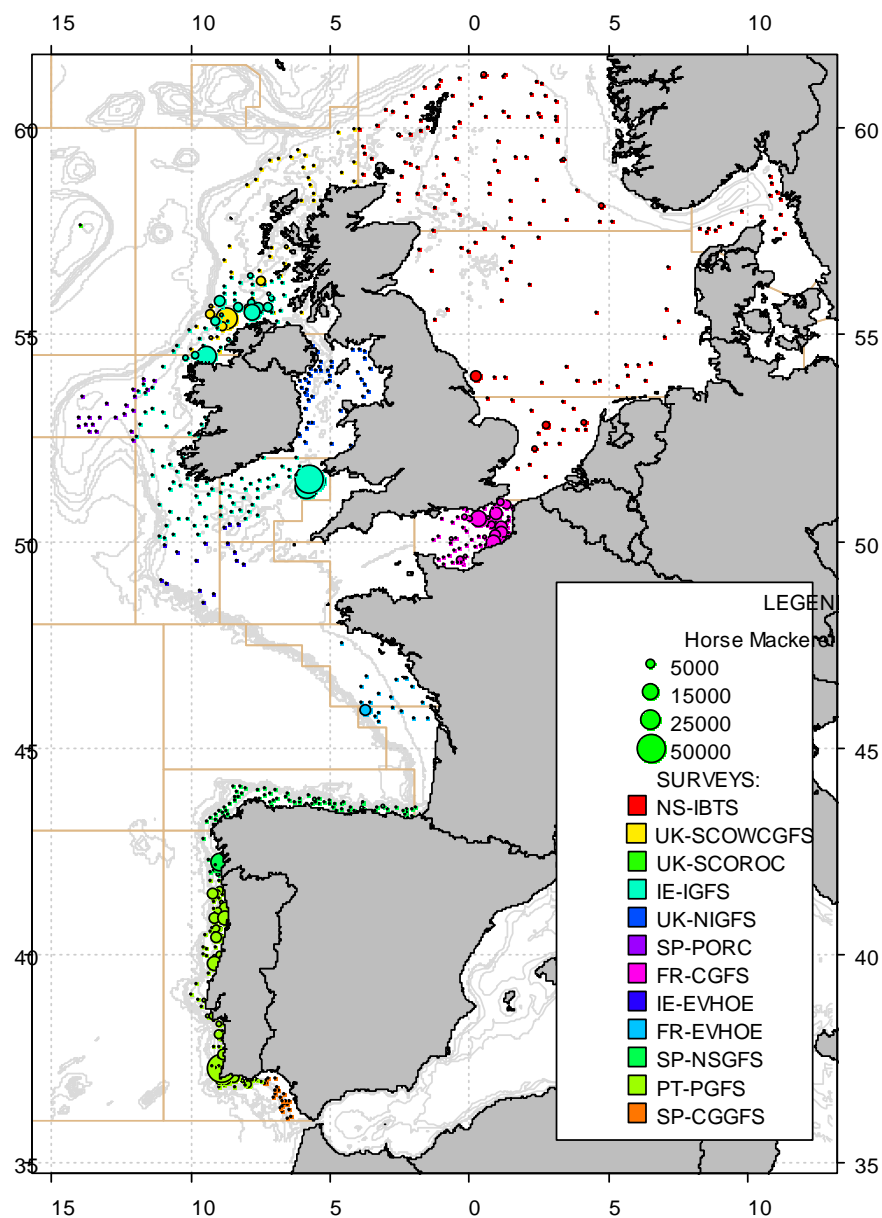 15 10 5 0 5 10
60 60
55 55
50 50
45 45
40 40
35 35
15 10 5 0 5 10
LEGEN
Horse Macker
5000
15000
25000
50000
SURVEYS:
NS-IBTS
UK-SCOWCGFS
UK-SCOROC
IE-IGFS
UK-NIGFS
SP-PORC
FR-CGFS
IE-EVHOE
FR-EVHOE
SP-NSGFS
PT-PGFS
SP-CGGFS